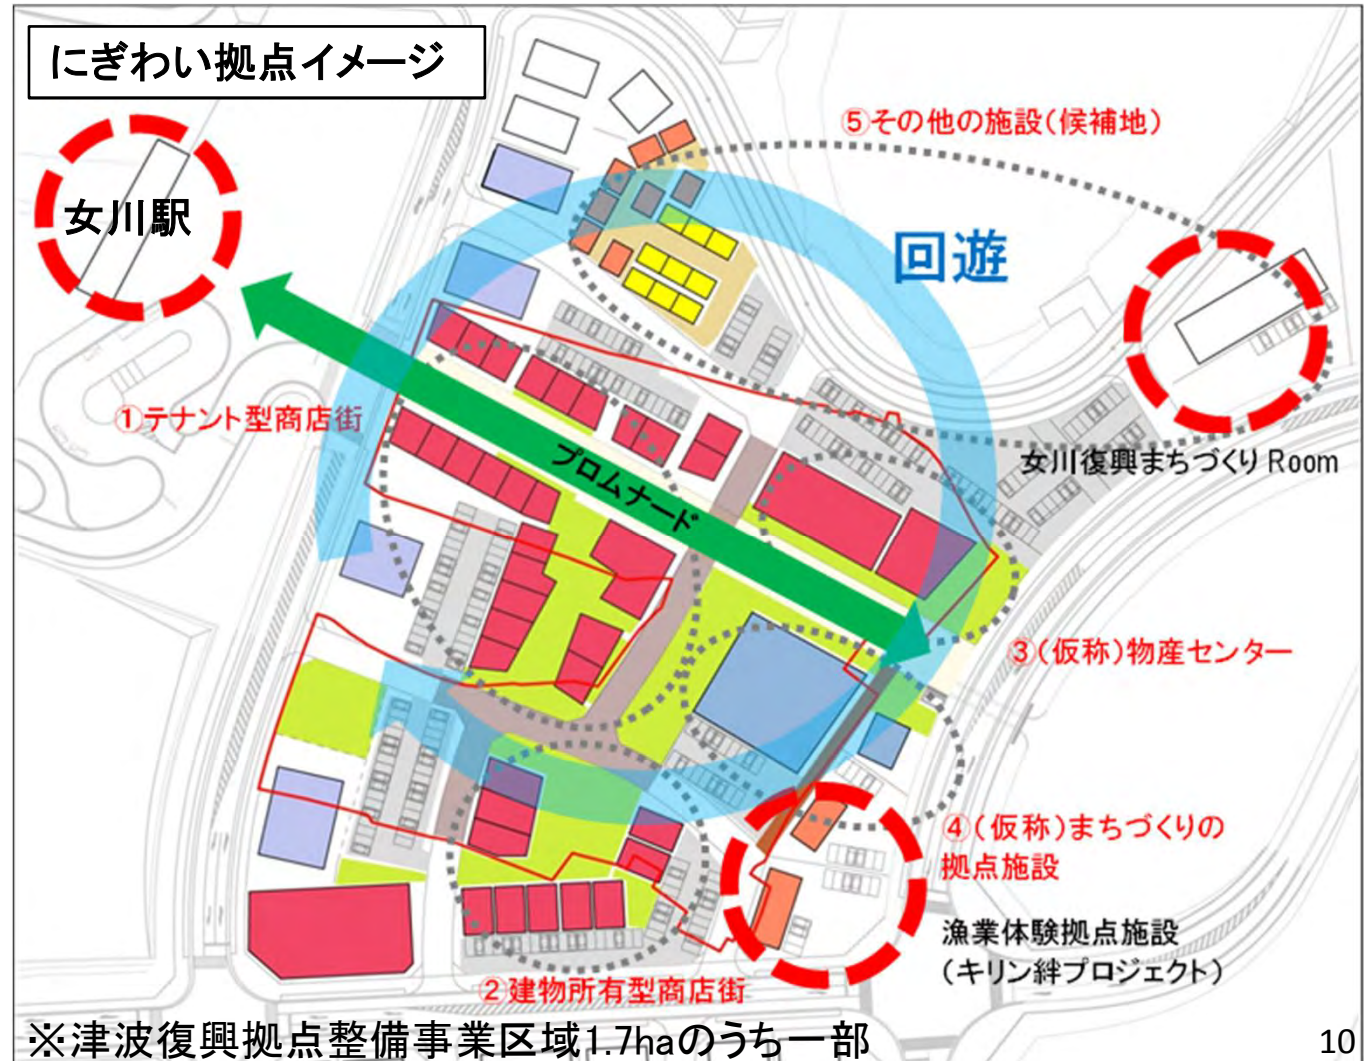 にぎわい拠点イメージ
⑤その他の施設(候補地)
女川駅
回遊
①テナント型商店街
プロムナード
女川復興まちづくり Room
③(仮称)物産センター
④(仮称)まちづくりの
拠点施設
漁業体験拠点施設
(キリン絆プロジェクト)
②建物所有型商店街
※津波復興拠点整備事業区域1.7haのうち一部
10